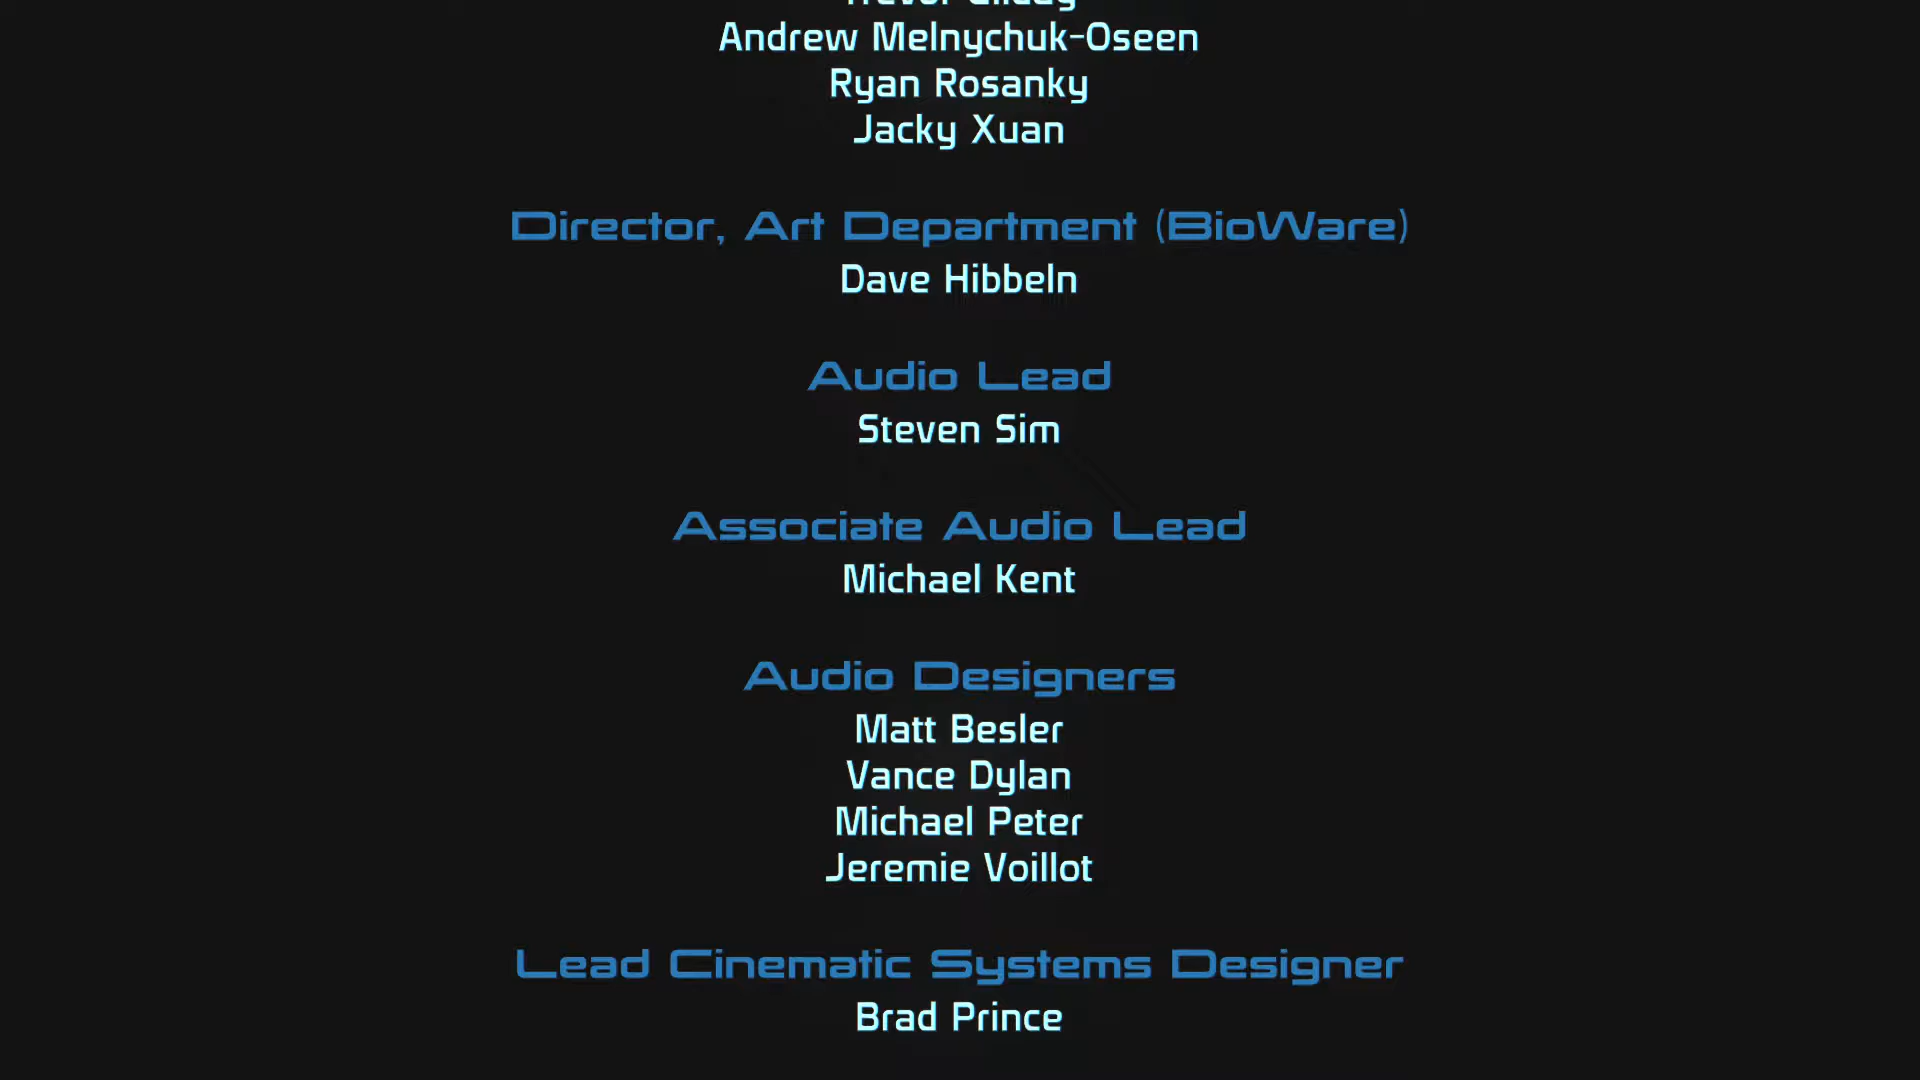 Andrew Melnychuk-Oseen
Ryan Rosanky
Jacky Xuan
Director, Art Department (BioWare)
Dave Hibbeln
Audio Lead
Steven Sim
Associate Audio Lead
Michael Kent
Audio Designers
Matt Besler
Vance Dylan
Michael Peter
Jeremie Voillot
Lead Cinematic Systems Designer
Brad Prince